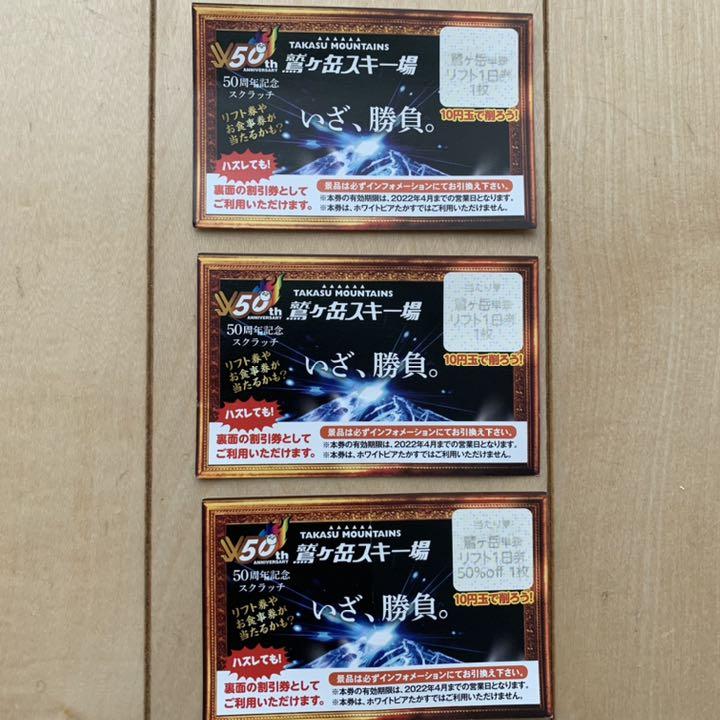 50th
ANNIVERSARY
TAKASU MOUNTAINS
鷲ヶ岳スキー場
50周年記念
スクラッチ
リフト券や
お食事券が
当たるかも?
いざ、勝負。
鷲ヶ岳単券
リフト1日券
1枚
10円玉で削ろう!
ハズレても!
裏面の割引券として
ご利用いただけます。
景品は必ずインフォメーションにてお引換え下さい。
※本券の有効期限は、2022年4月までの営業日となります。
※本券は、ホワイトピアたかすではご利用いただけません。
50th
ANNIVERSARY
TAKASU MOUNTAINS
鷲ヶ岳スキー場
50周年記念
スクラッチ
リフト券や
お食事券が
当たるかも?
いざ、勝負。
当たり♥
鷲ヶ岳単券
リフト1日券
1枚
10円玉で削ろう!
ハズレても!
裏面の割引券として
ご利用いただけます。
景品は必ずインフォメーションにてお引換え下さい。
※本券の有効期限は、2022年4月までの営業日となります。
※本券は、ホワイトピアたかすではご利用いただけません。
50th
ANNIVERSARY
TAKASU MOUNTAINS
鷲ヶ岳スキー場
50周年記念
スクラッチ
リフト券や
お食事券が
当たるかも?
いざ、勝負。
当たり♥
鷲ヶ岳単券
リフト1日券
50%off 1枚
10円玉で削ろう!
ハズレても!
裏面の割引券として
ご利用いただけます。
景品は必ずインフォメーションにてお引換え下さい。
※本券の有効期限は、2022年4月までの営業日となります。
※本券は、ホワイトピアたかすではご利用いただけません。